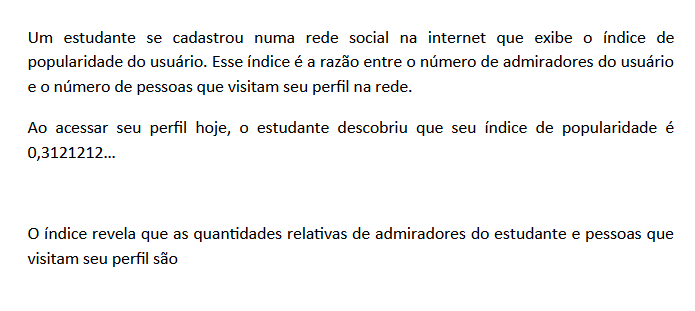 Um estudante se cadastrou numa rede social na internet que exibe o índice de
popularidade do usuário. Esse índice é a razão entre o número de admiradores do usuário
e o número de pessoas que visitam seu perfil na rede.
Ao acessar seu perfil hoje, o estudante descobriu que seu índice de popularidade é
0,3121212...
O índice revela que as quantidades relativas de admiradores do estudante e pessoas que
visitam seu perfil são